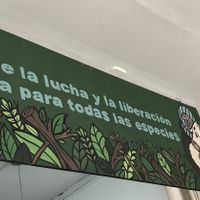 e la lucha y la liberación
a para todas las especies